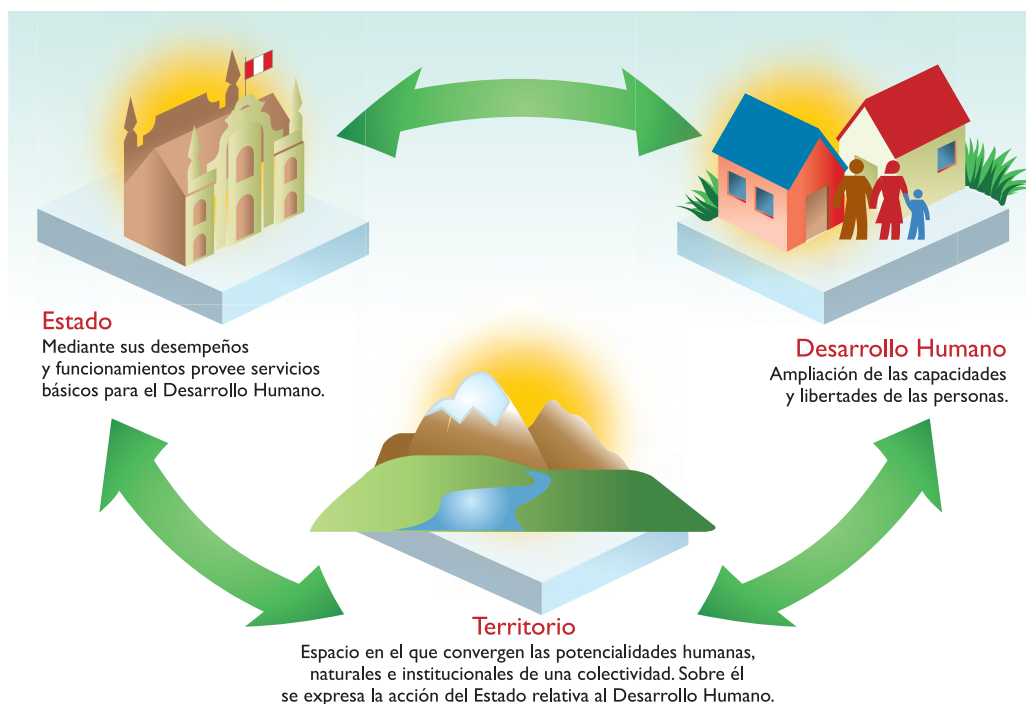 Estado
Mediante sus desempeños
y funcionamientos provee servicios
básicos para el Desarrollo Humano.
Desarrollo Humano
Ampliación de las capacidades
y libertades de las personas.
Territorio
Espacio en el que convergen las potencialidades humanas,
naturales e institucionales de una colectividad. Sobre él
se expresa la acción del Estado relativa al Desarrollo Humano.